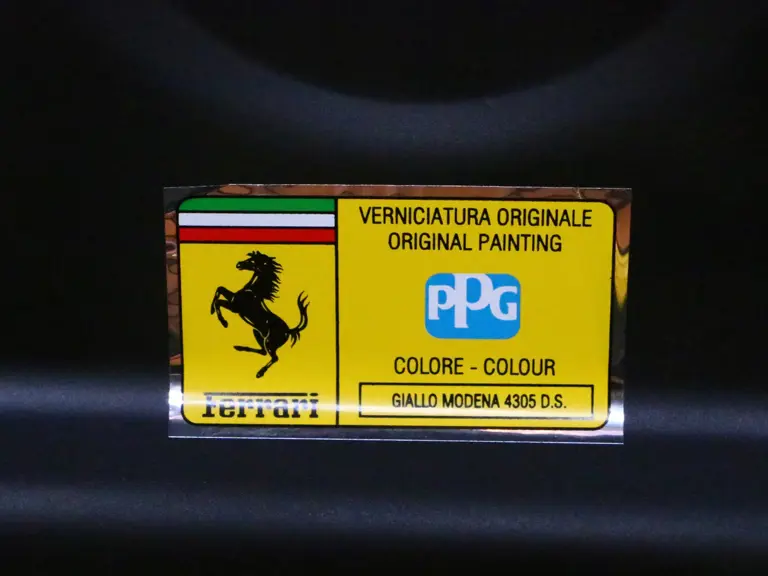 VERNICIATURA ORIGINALE
ORIGINAL PAINTING
PPG
COLORE - COLOUR
GIALLO MODENA 4305 D.S.
Ferrari